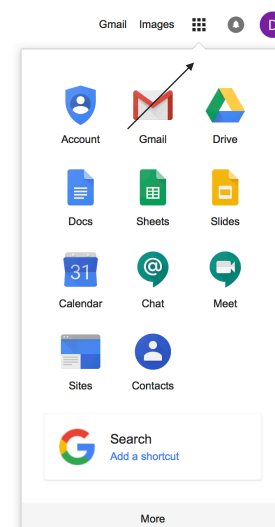 Gmail Images D
Account Gmail Drive
Docs Sheets Slides
31
Calendar Chat Meet
Sites Contacts
Search
Add a shortcut
More